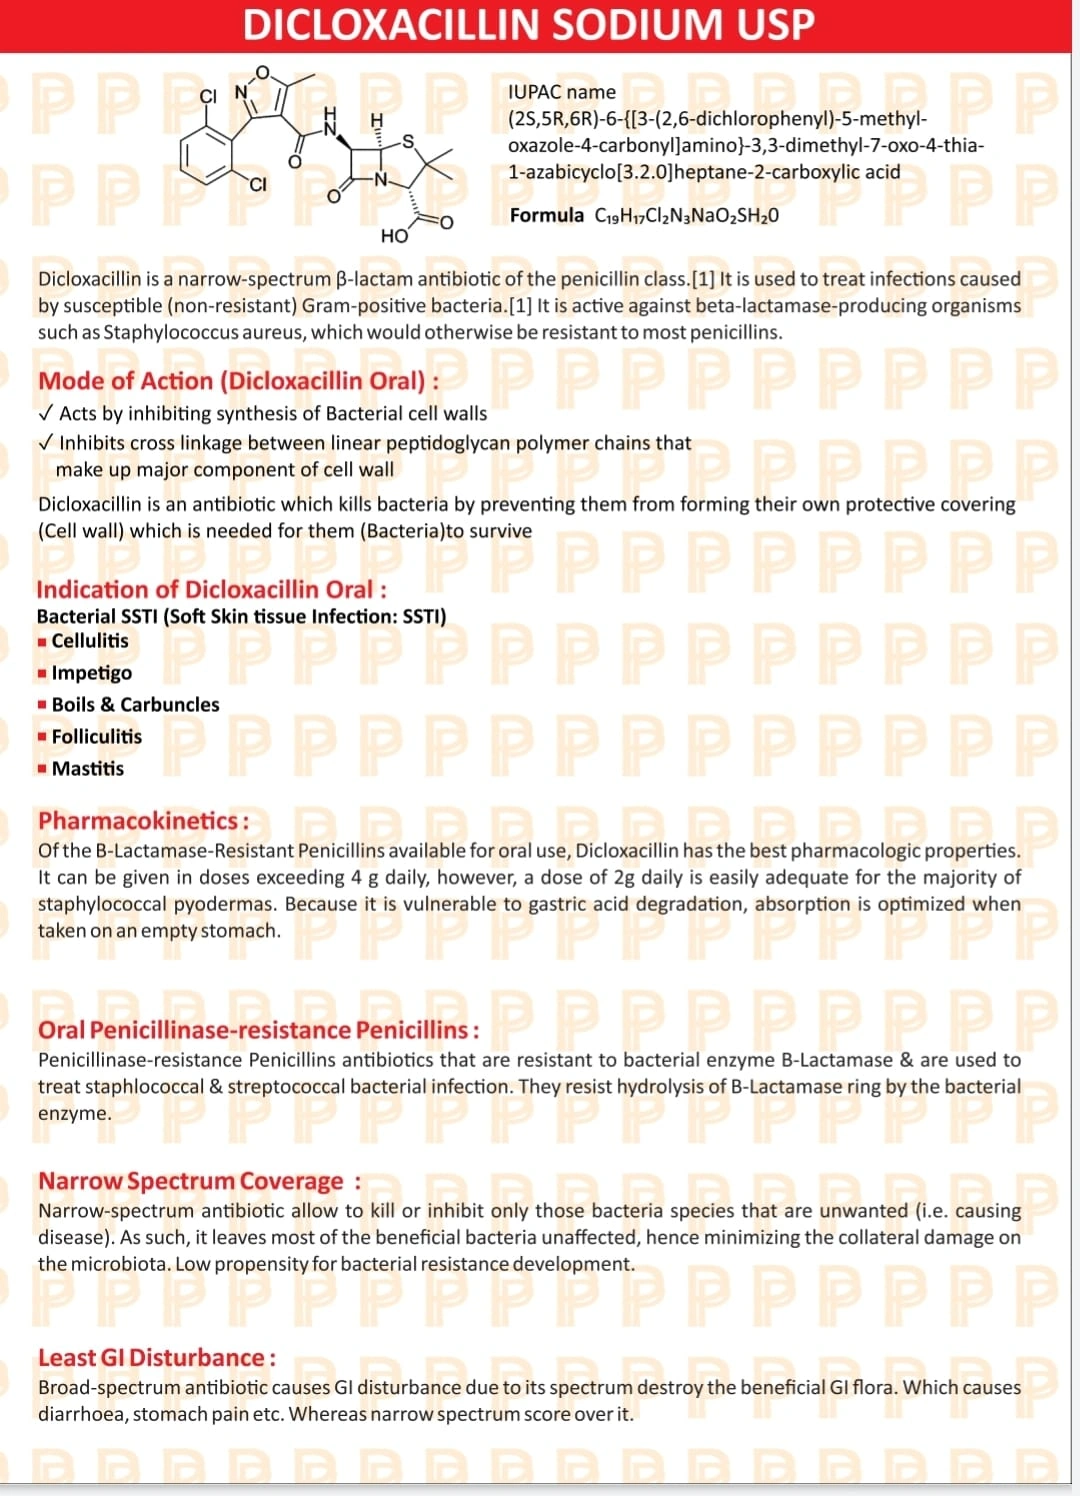 DICLOXACILLIN SODIUM USP
Cl
N
O
H
N
H
S
O
N
O
Cl
HO
O
IUPAC name
(2S,5R,6R)-6-{[3-(2,6-dichlorophenyl)-5-methyl-
oxazole-4-carbonyl]amino}-3,3-dimethyl-7-oxo-4-thia-
1-azabicyclo[3.2.0]heptane-2-carboxylic acid
Formula C₁₉H₁₇Cl₂N₃NaO₂SH₂O
Dicloxacillin is a narrow-spectrum β-lactam antibiotic of the penicillin class.[1] It is used to treat infections caused
by susceptible (non-resistant) Gram-positive bacteria.[1] It is active against beta-lactamase-producing organisms
such as Staphylococcus aureus, which would otherwise be resistant to most penicillins.
Mode of Action (Dicloxacillin Oral) :
✓ Acts by inhibiting synthesis of Bacterial cell walls
✓ Inhibits cross linkage between linear peptidoglycan polymer chains that
make up major component of cell wall
Dicloxacillin is an antibiotic which kills bacteria by preventing them from forming their own protective covering
(Cell wall) which is needed for them (Bacteria)to survive
Indication of Dicloxacillin Oral :
Bacterial SSTI (Soft Skin tissue Infection: SSTI)
▪ Cellulitis
▪ Impetigo
▪ Boils & Carbuncles
▪ Folliculitis
▪ Mastitis
Pharmacokinetics :
Of the B-Lactamase-Resistant Penicillins available for oral use, Dicloxacillin has the best pharmacologic properties.
It can be given in doses exceeding 4 g daily, however, a dose of 2g daily is easily adequate for the majority of
staphylococcal pyodermas. Because it is vulnerable to gastric acid degradation, absorption is optimized when
taken on an empty stomach.
Oral Penicillinase-resistance Penicillins :
Penicillinase-resistance Penicillins antibiotics that are resistant to bacterial enzyme B-Lactamase & are used to
treat staphlococcal & streptococcal bacterial infection. They resist hydrolysis of B-Lactamase ring by the bacterial
enzyme.
Narrow Spectrum Coverage :
Narrow-spectrum antibiotic allow to kill or inhibit only those bacteria species that are unwanted (i.e. causing
disease). As such, it leaves most of the beneficial bacteria unaffected, hence minimizing the collateral damage on
the microbiota. Low propensity for bacterial resistance development.
Least GI Disturbance :
Broad-spectrum antibiotic causes GI disturbance due to its spectrum destroy the beneficial GI flora. Which causes
diarrhoea, stomach pain etc. Whereas narrow spectrum score over it.